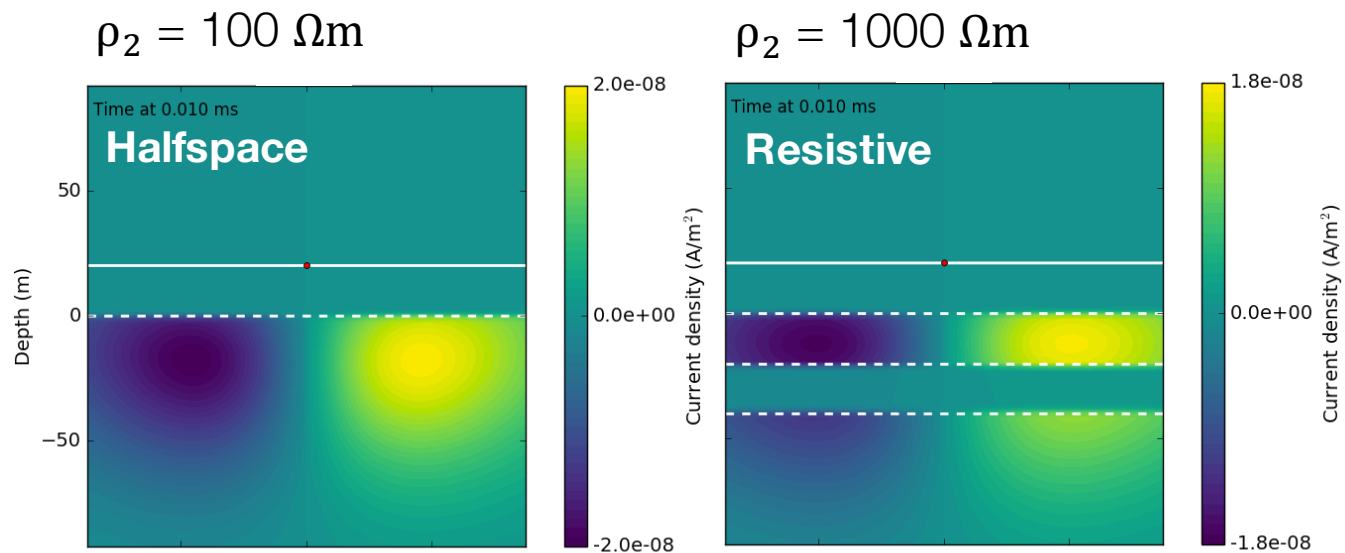 ρ₂ = 100 Ωm
Time at 0.010 ms
Halfspace
Depth (m)
50
0
−50
2.0e-08
0.0e+00
-2.0e-08
Current density (A/m²)
ρ₂ = 1000 Ωm
Time at 0.010 ms
Resistive
1.8e-08
0.0e+00
-1.8e-08
Current density (A/m²)